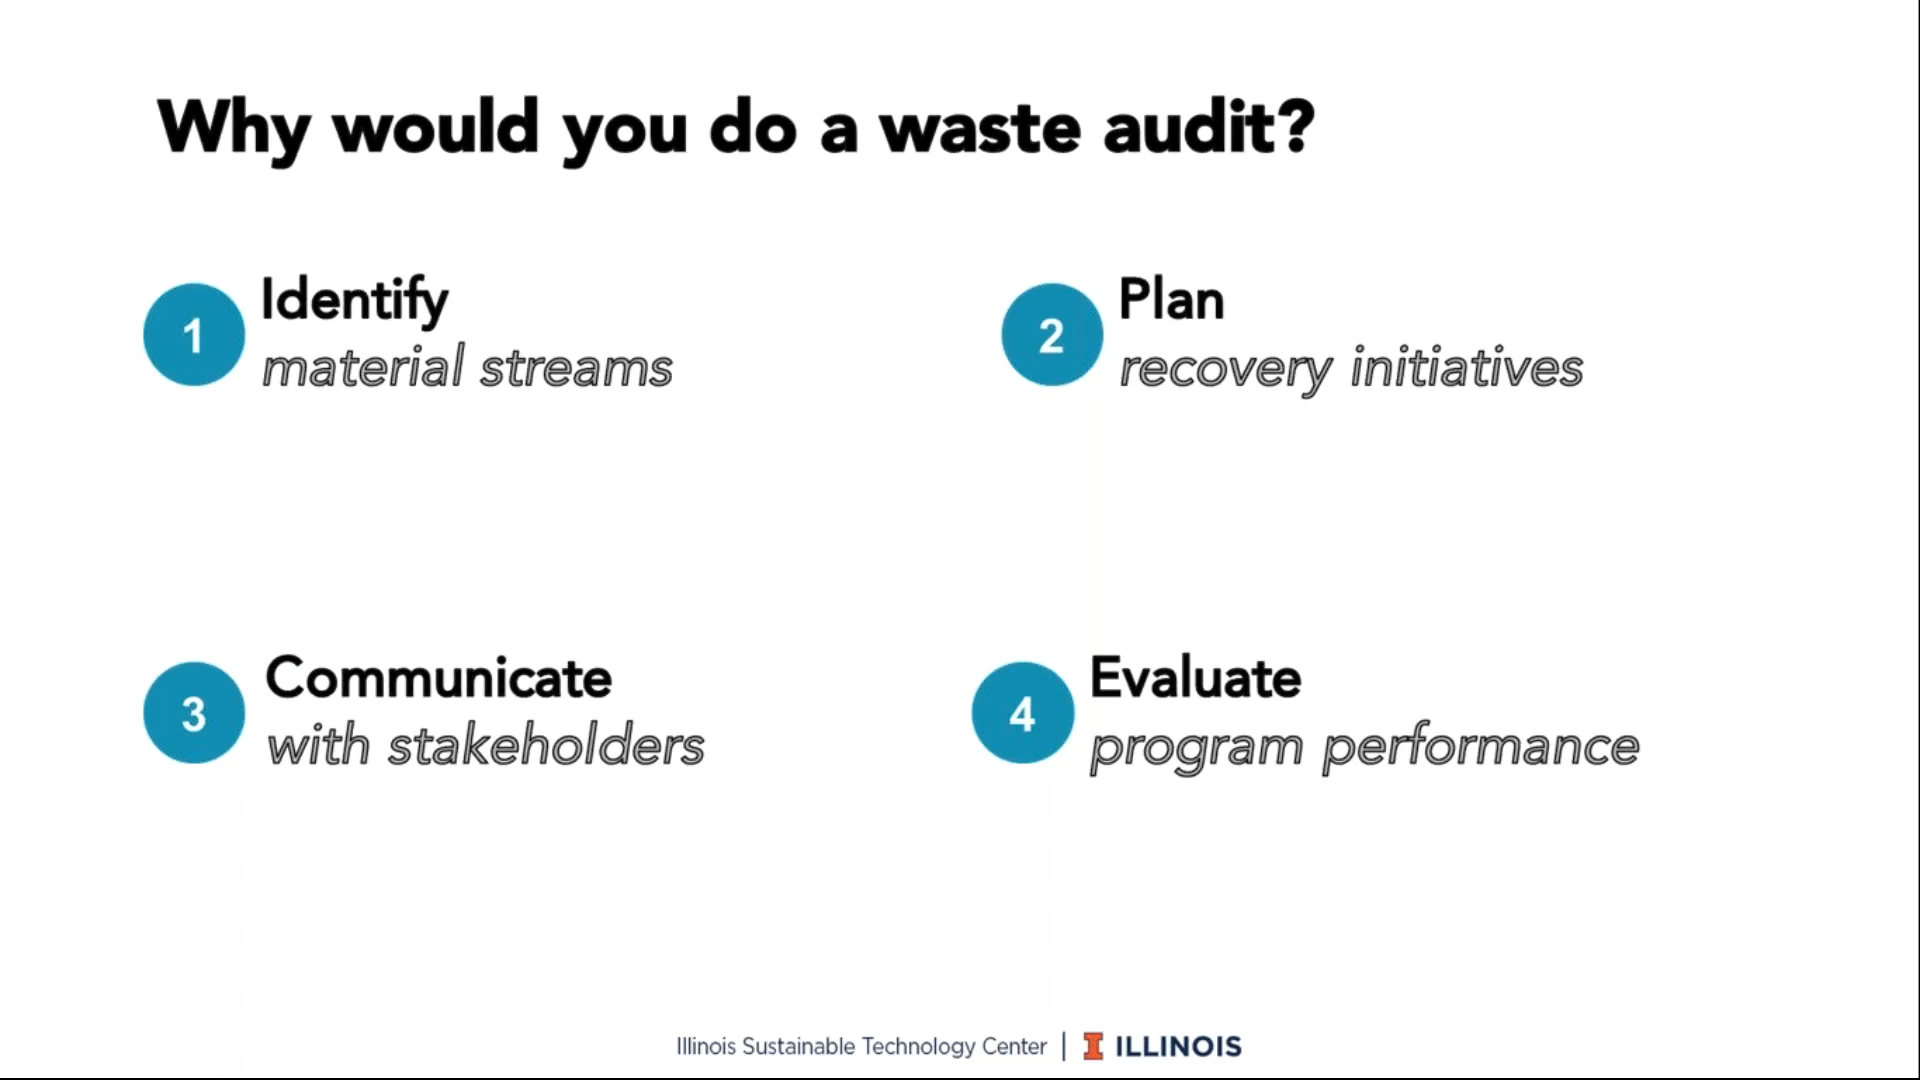 Why would you do a waste audit?
1
Identify
material streams
2
Plan
recovery initiatives
3
Communicate
with stakeholders
4
Evaluate
program performance
Illinois Sustainable Technology Center | I ILLINOIS